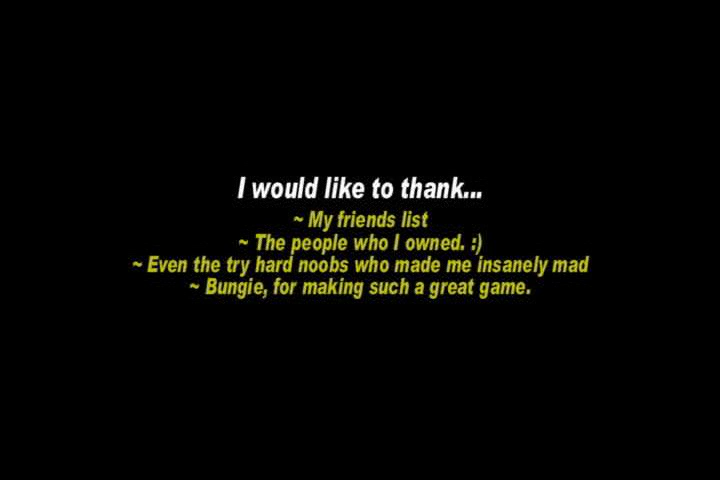 I would like to thank...
~ My friends list
~ The people who I owned. :)
~ Even the try hard noobs who made me insanely mad
~ Bungie, for making such a great game.